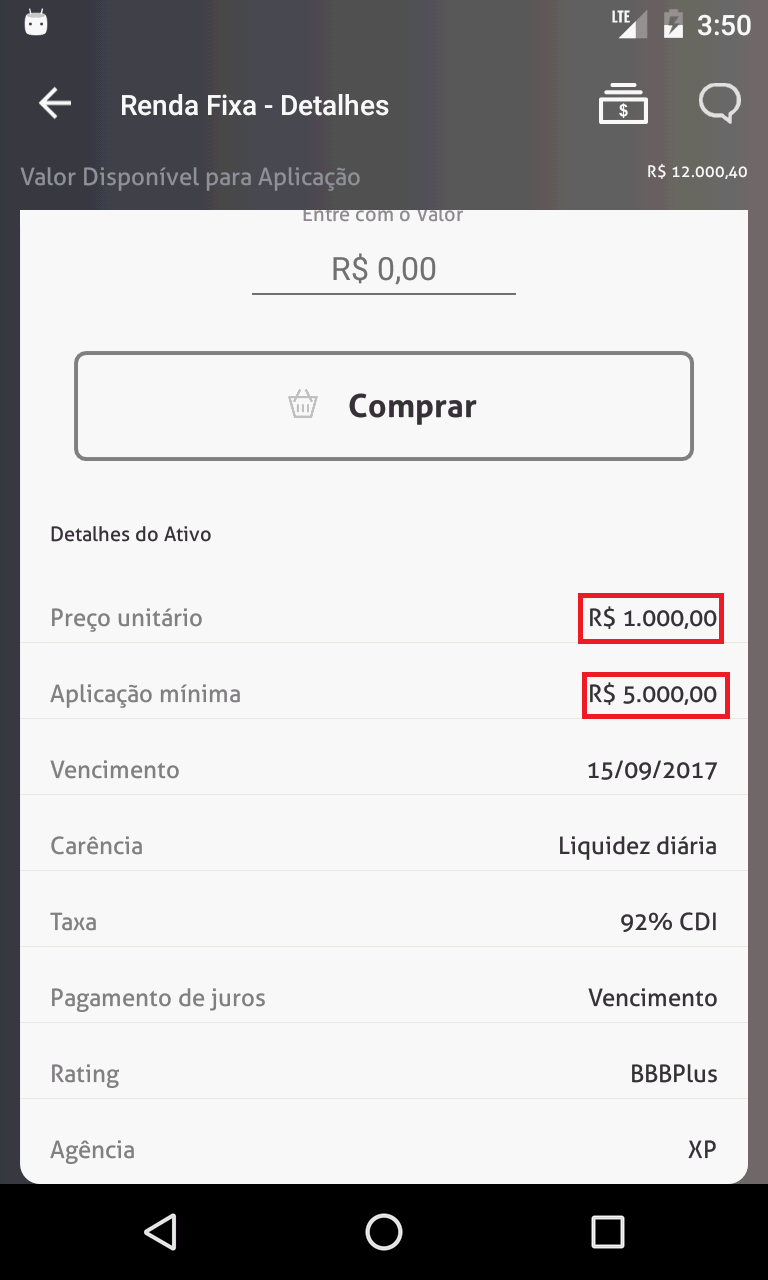 LTE 3:50
Renda Fixa - Detalhes $
Valor Disponível para Aplicação R$ 12.000,40
Entre com o Valor
R$ 0,00
Comprar
Detalhes do Ativo
Preço unitário R$ 1.000,00
Aplicação mínima R$ 5.000,00
Vencimento 15/09/2017
Carência Liquidez diária
Taxa 92% CDI
Pagamento de juros Vencimento
Rating BBBPlus
Agência XP